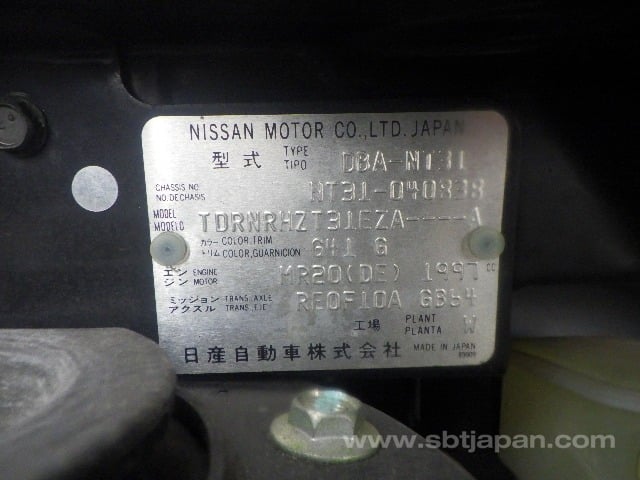 NISSAN MOTOR CO.,LTD. JAPAN
型式 TYPE TIPO DBA-NT31
CHASSIS NO. NO. DE CHASIS NT31-040838
MODEL MODELO TDRNRHZT31EZA----A
カラー COLOR, TRIM トリム COLOR, GUARNICION G41 G
エンジン ENGINE MOTOR MR20(DE) 1997 cc
ミッション アクスル TRANS. AXLE TRANS. EJE RE0F10A GB64
工場 PLANT PLANTA W
日産自動車株式会社 MADE IN JAPAN
www.sbtjapan.com